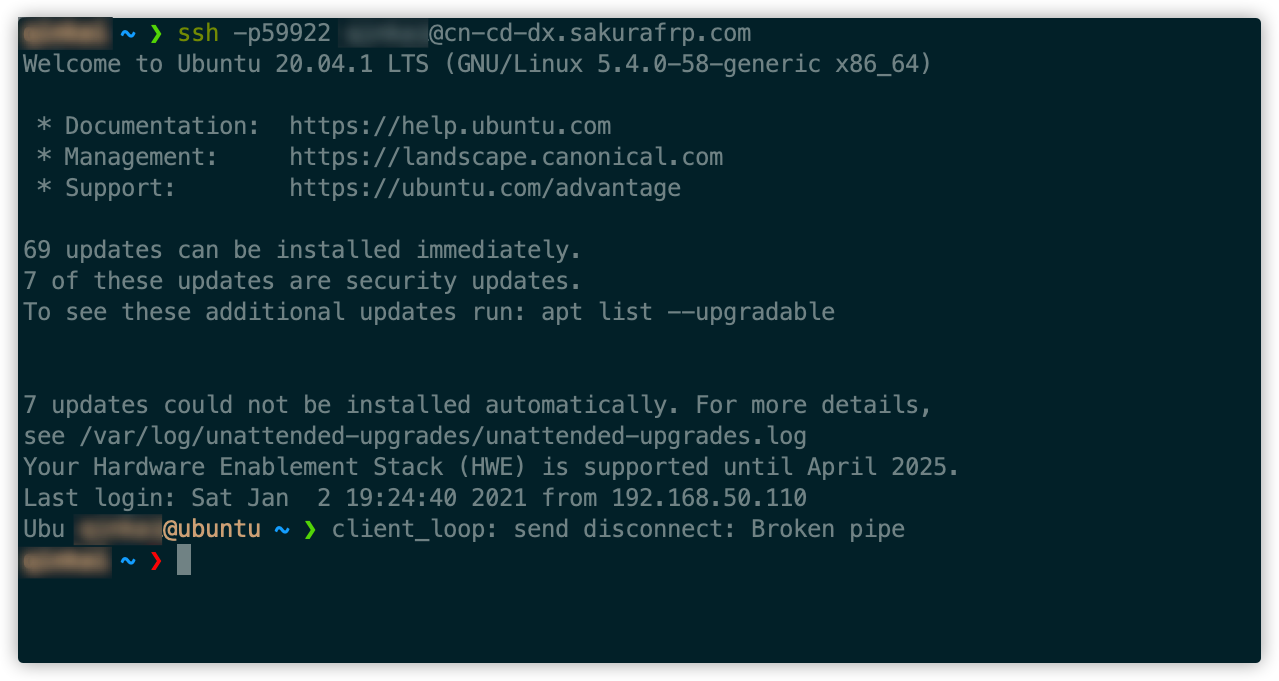 ~ ❯ ssh -p59922 @cn-cd-dx.sakurafrp.com
Welcome to Ubuntu 20.04.1 LTS (GNU/Linux 5.4.0-58-generic x86_64)
* Documentation:  https://help.ubuntu.com
* Management:     https://landscape.canonical.com
* Support:        https://ubuntu.com/advantage
69 updates can be installed immediately.
7 of these updates are security updates.
To see these additional updates run: apt list --upgradable
7 updates could not be installed automatically. For more details,
see /var/log/unattended-upgrades/unattended-upgrades.log
Your Hardware Enablement Stack (HWE) is supported until April 2025.
Last login: Sat Jan  2 19:24:40 2021 from 192.168.50.110
Ubu @ubuntu ~ ❯ client_loop: send disconnect: Broken pipe
~ ❯